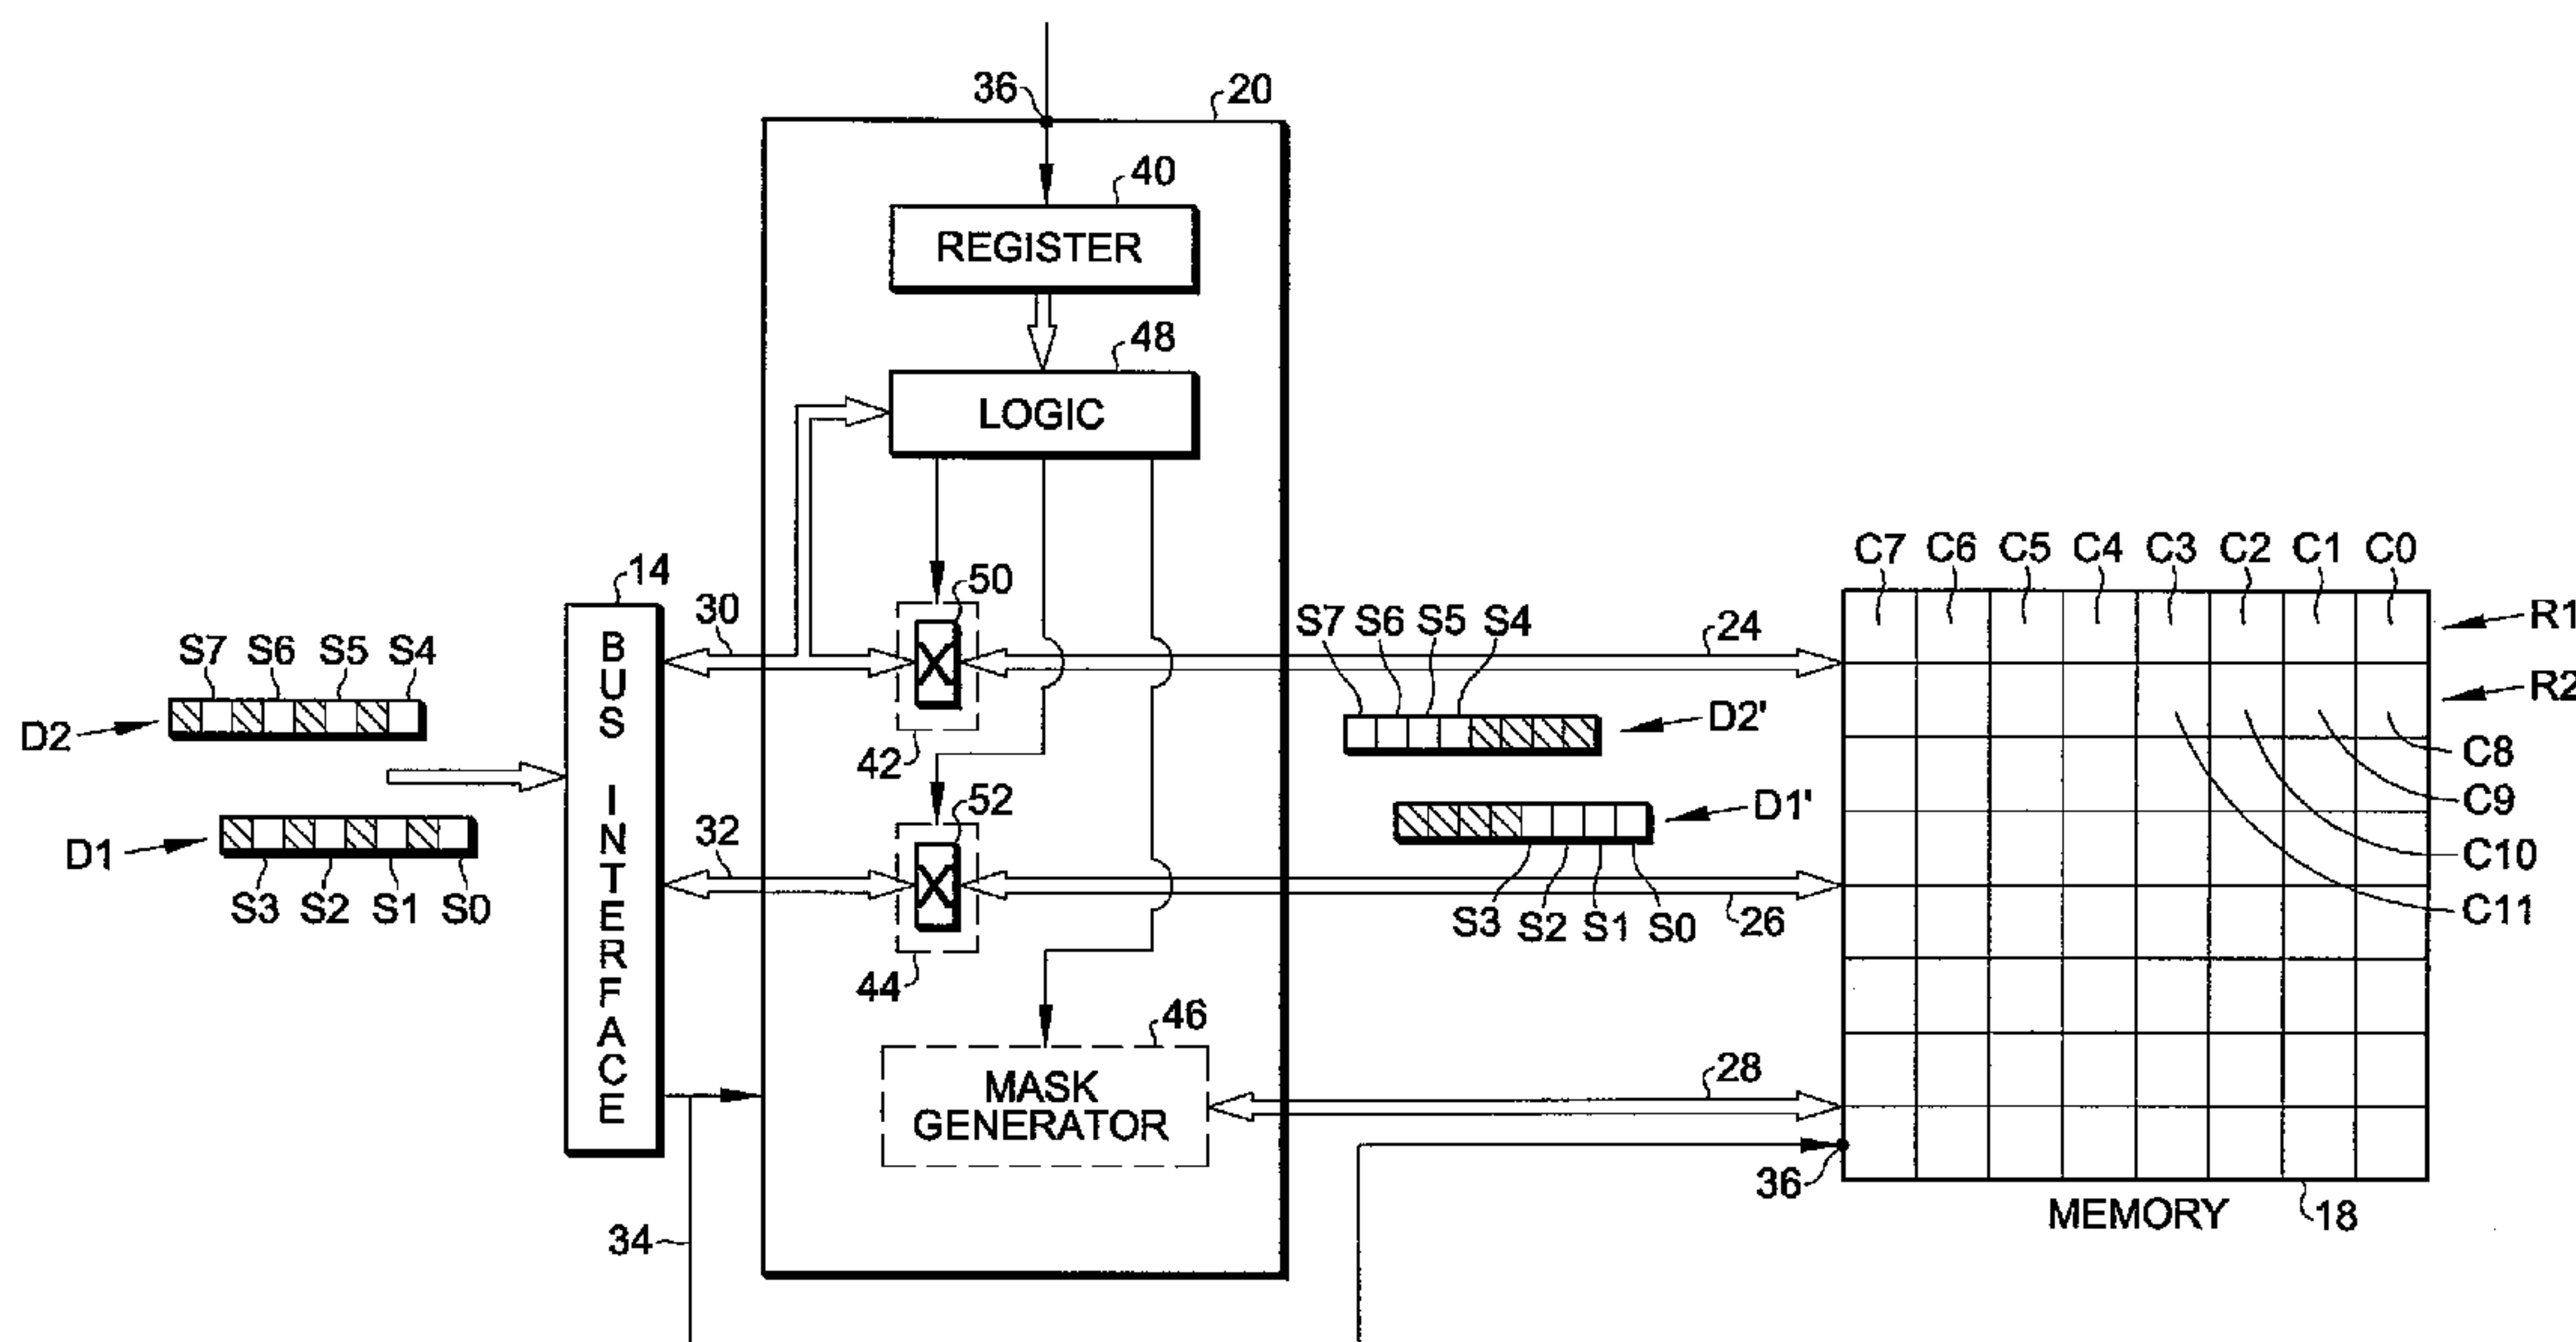 36
20
40
REGISTER
48
LOGIC
C7 C6 C5 C4 C3 C2 C1 C0
14
50
30
S7 S6 S5 S4
24
R1
S7 S6 S5 S4
R2
D2
D2'
42
C8
BUS INTERFACE
52
C9
D1'
D1
32
C10
S3 S2 S1 S0
S3 S2 S1 S0
26
C11
44
46
MASK
GENERATOR
28
36
34
MEMORY
18